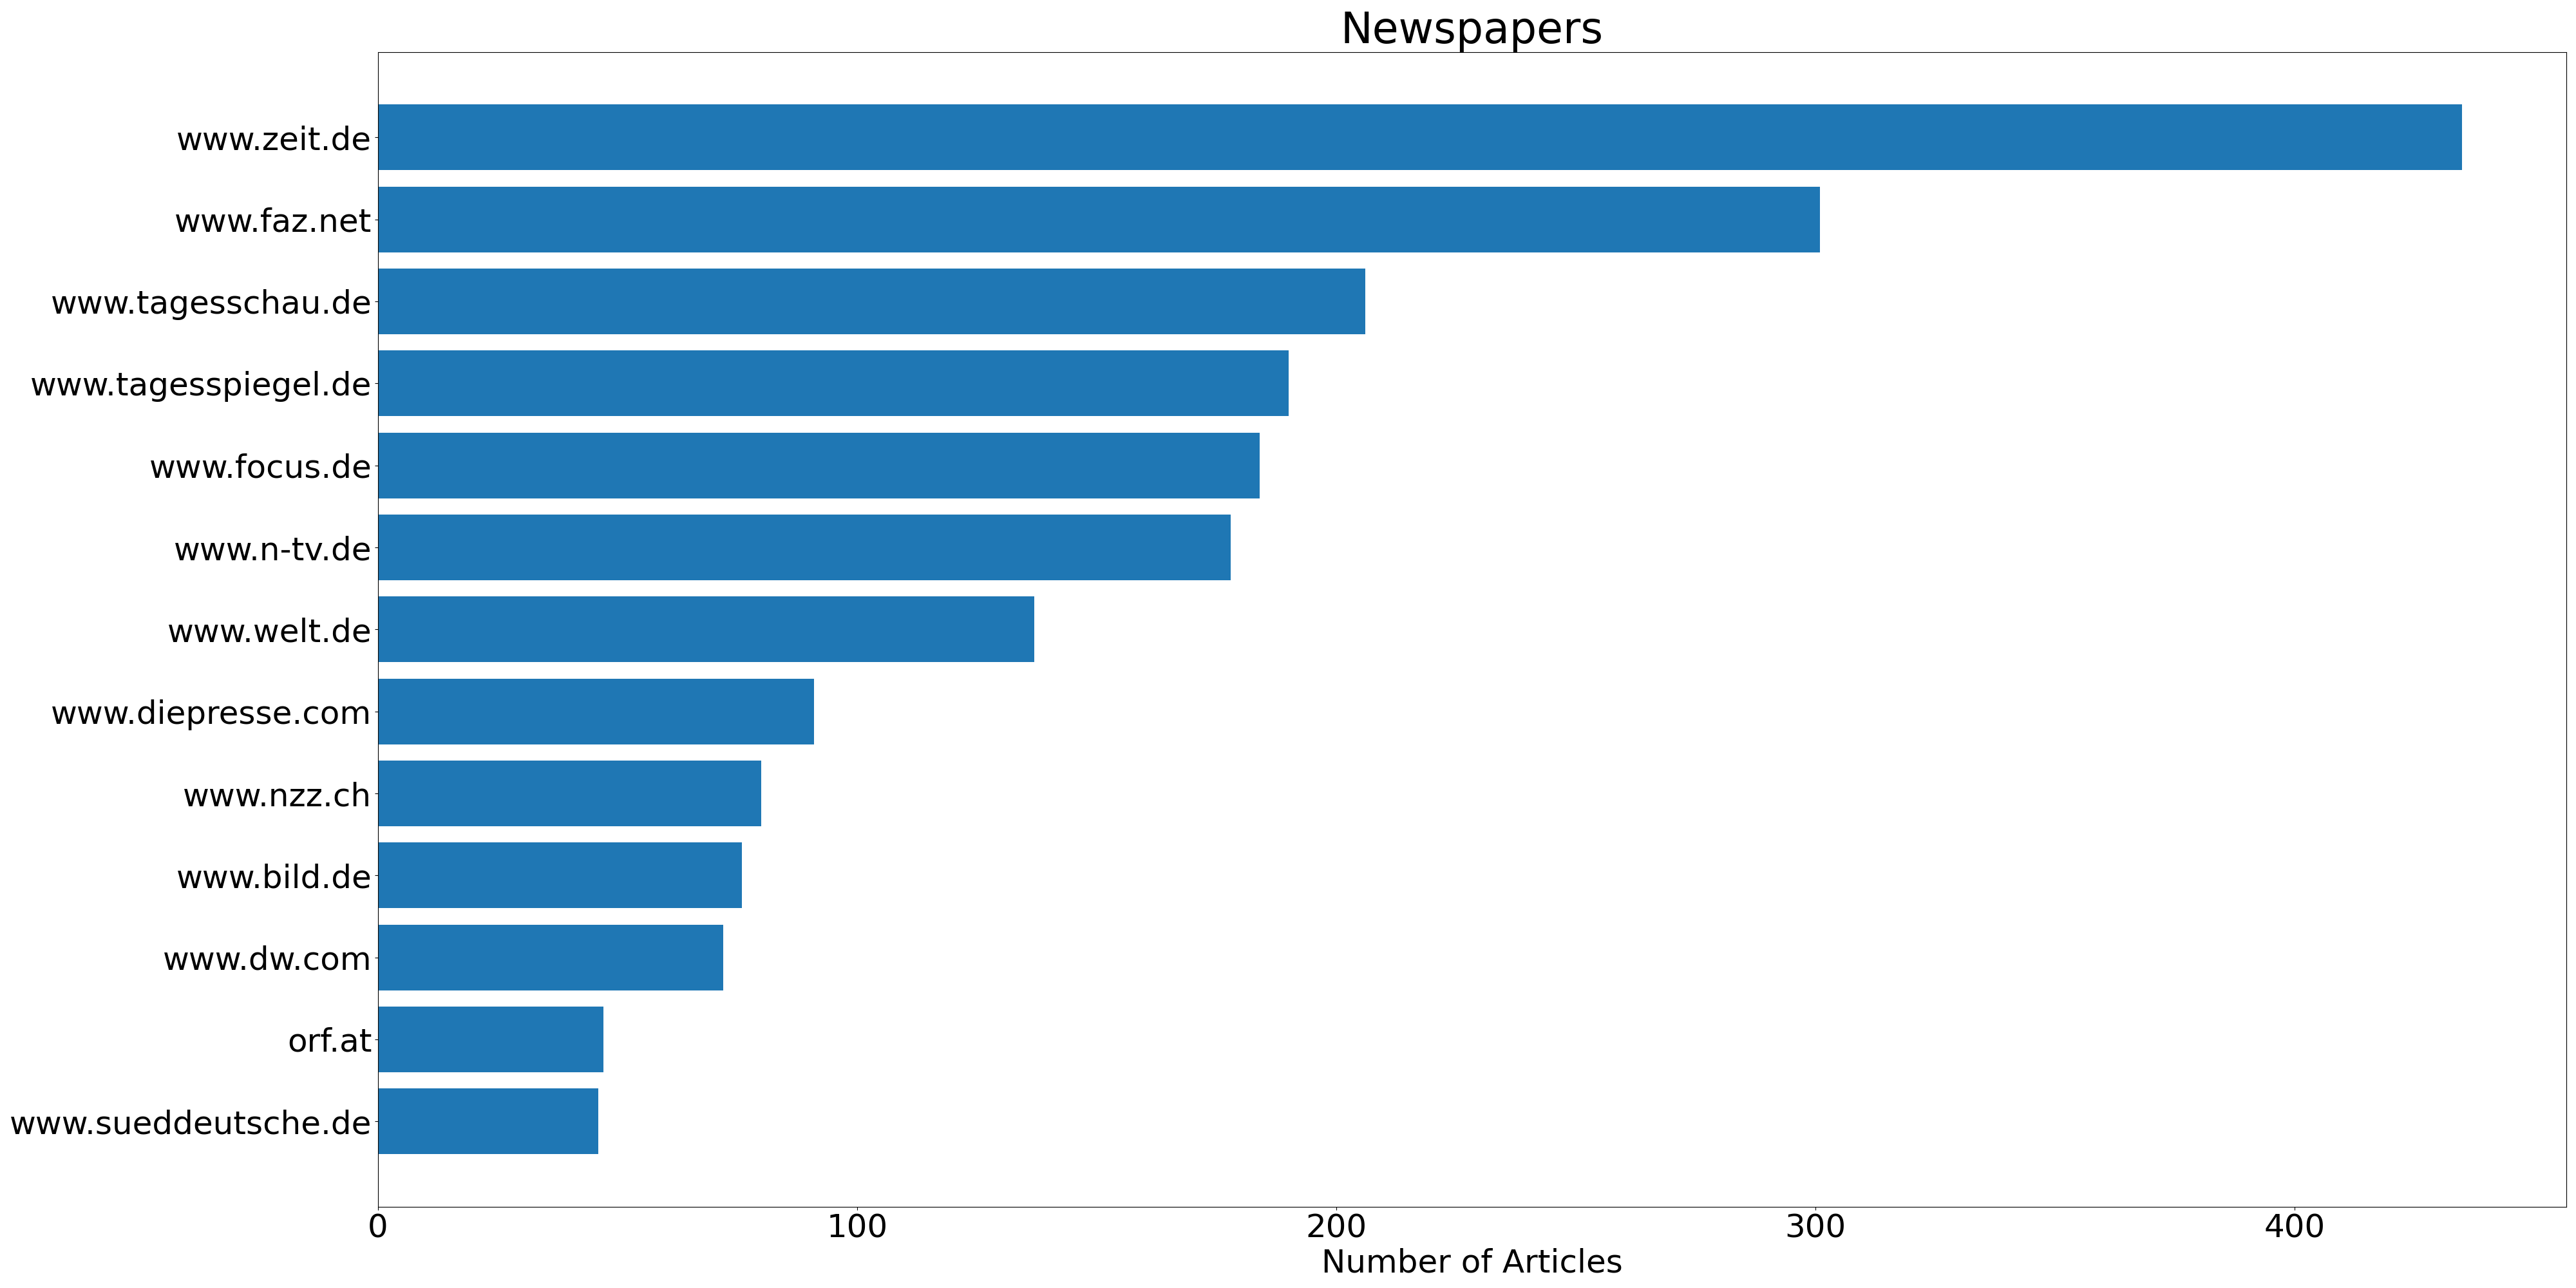 Newspapers
www.zeit.de
www.faz.net
www.tagesschau.de
www.tagesspiegel.de
www.focus.de
www.n-tv.de
www.welt.de
www.diepresse.com
www.nzz.ch
www.bild.de
www.dw.com
orf.at
www.sueddeutsche.de
0 100 200 300 400
Number of Articles